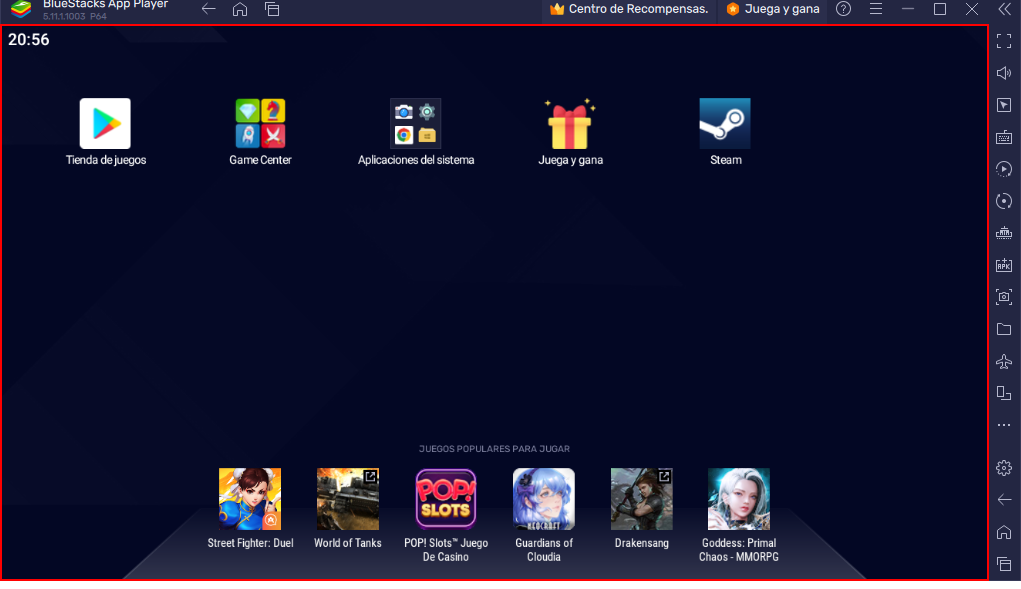 BlueStacks App Player
5.11.1.1003 P64
Centro de Recompensas.
Juega y gana
20:56
Tienda de juegos
Game Center
Aplicaciones del sistema
Juega y gana
Steam
JUEGOS POPULARES PARA JUGAR
POP!
SLOTS
NEOCRAFT
Street Fighter: Duel
World of Tanks
POP! Slots™ Juego
De Casino
Guardians of
Cloudia
Drakensang
Goddess: Primal
Chaos - MMORPG
APK